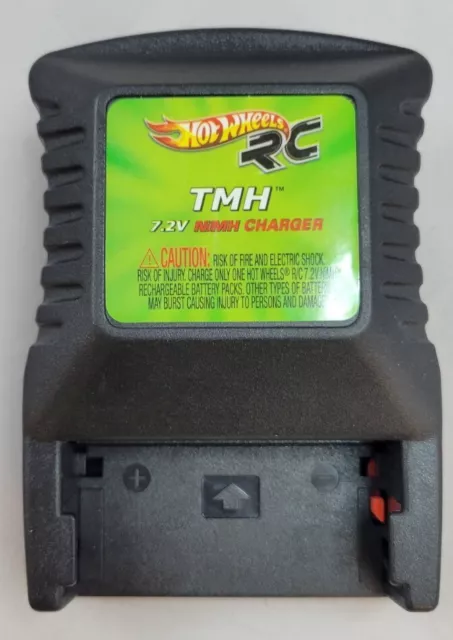 HOT WHEELS®
RC
TMH™
7.2V NIMH CHARGER
⚠CAUTION: RISK OF FIRE AND ELECTRIC SHOCK.
RISK OF INJURY. CHARGE ONLY ONE HOT WHEELS® R/C 7.2V NiMH
RECHARGEABLE BATTERY PACKS. OTHER TYPES OF BATTER
MAY BURST CAUSING INJURY TO PERSONS AND DAMAGE
+ −